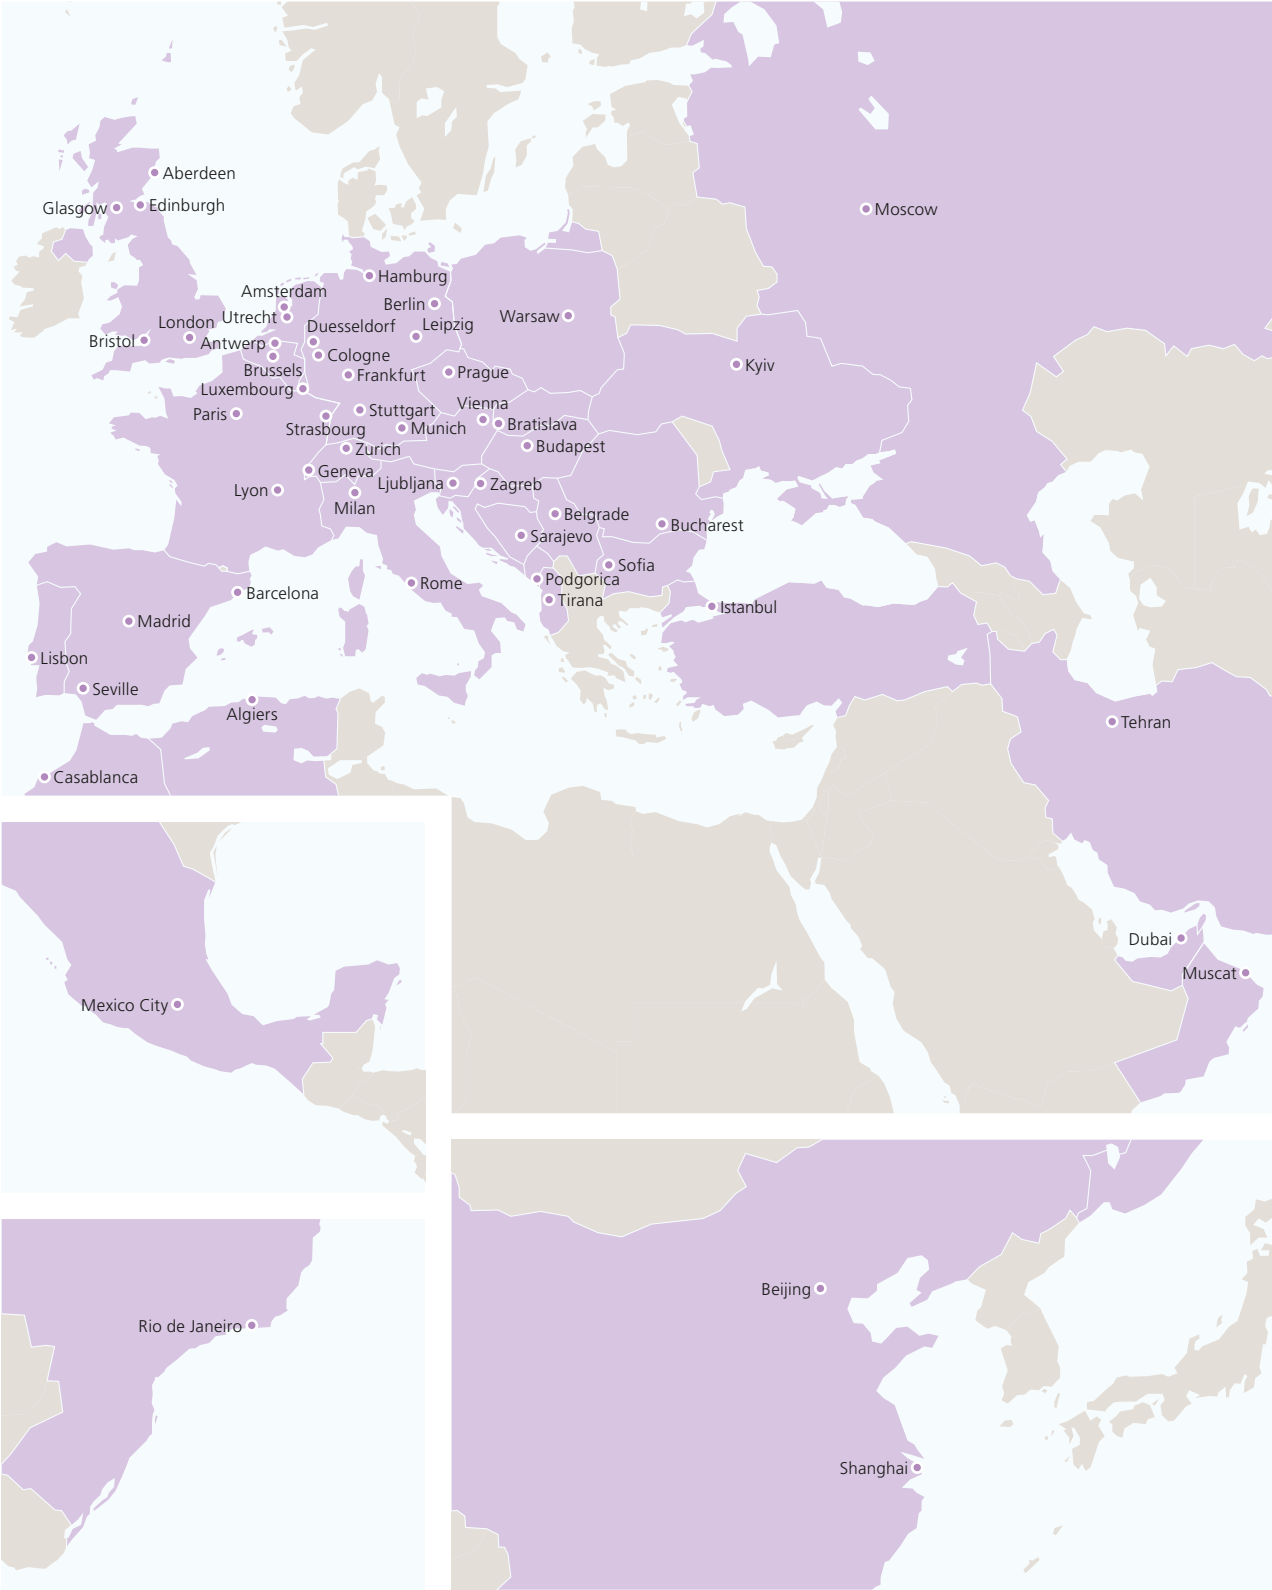 Aberdeen
Edinburgh
Glasgow
Moscow
Hamburg
Amsterdam
Berlin
Utrecht
Warsaw
London
Duesseldorf
Leipzig
Bristol
Antwerp
Cologne
Brussels
Kyiv
Luxembourg
Frankfurt
Prague
Vienna
Paris
Stuttgart
Strasbourg
Munich
Bratislava
Zurich
Budapest
Geneva
Ljubljana
Zagreb
Lyon
Milan
Belgrade
Bucharest
Sarajevo
Sofia
Podgorica
Rome
Barcelona
Tirana
Istanbul
Madrid
Lisbon
Seville
Algiers
Tehran
Casablanca
Dubai
Muscat
Mexico City
Beijing
Rio de Janeiro
Shanghai